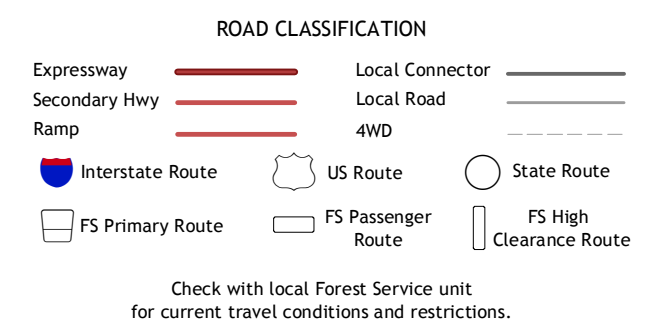 ROAD CLASSIFICATION
Expressway
Local Connector
Secondary Hwy
Local Road
Ramp
4WD
Interstate Route
US Route
State Route
FS Primary Route
FS Passenger
Route
FS High
Clearance Route
Check with local Forest Service unit
for current travel conditions and restrictions.